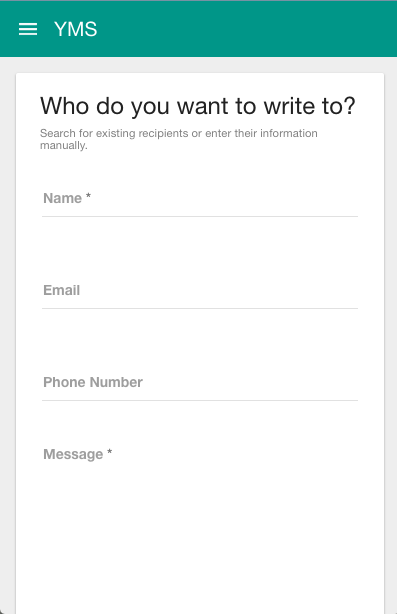 YMS
Who do you want to write to?
Search for existing recipients or enter their information
manually.
Name *
Email
Phone Number
Message *